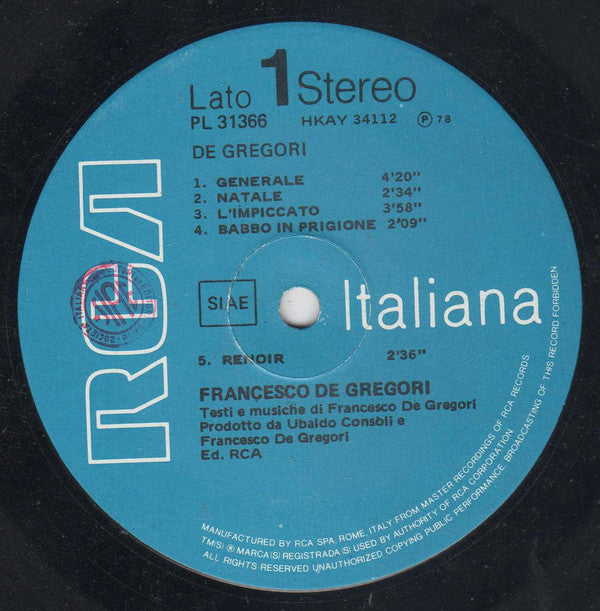 Lato 1 Stereo
PL 31366 HKAY 34112 Ⓟ 78
DE GREGORI
1. GENERALE 4'20"
2. NATALE 2'34"
3. L'IMPICCATO 3'58"
4. BABBO IN PRIGIONE 2'09"
RCA
SIAE
Italiana
5. RENOIR 2'36"
FRANCESCO DE GREGORI
Testi e musiche di Francesco De Gregori
Prodotto da Ubaldo Consoli e
Francesco De Gregori
Ed. RCA
MANUFACTURED BY RCA SPA, ROME, ITALY FROM MASTER RECORDINGS OF RCA RECORDS
TM(S) ® MARCA(S) REGISTRADA(S) USED BY AUTHORITY OF RCA CORPORATION.
ALL RIGHTS RESERVED UNAUTHORIZED COPYING PUBLIC PERFORMANCE BROADCASTING OF THIS RECORD FORBIDDEN